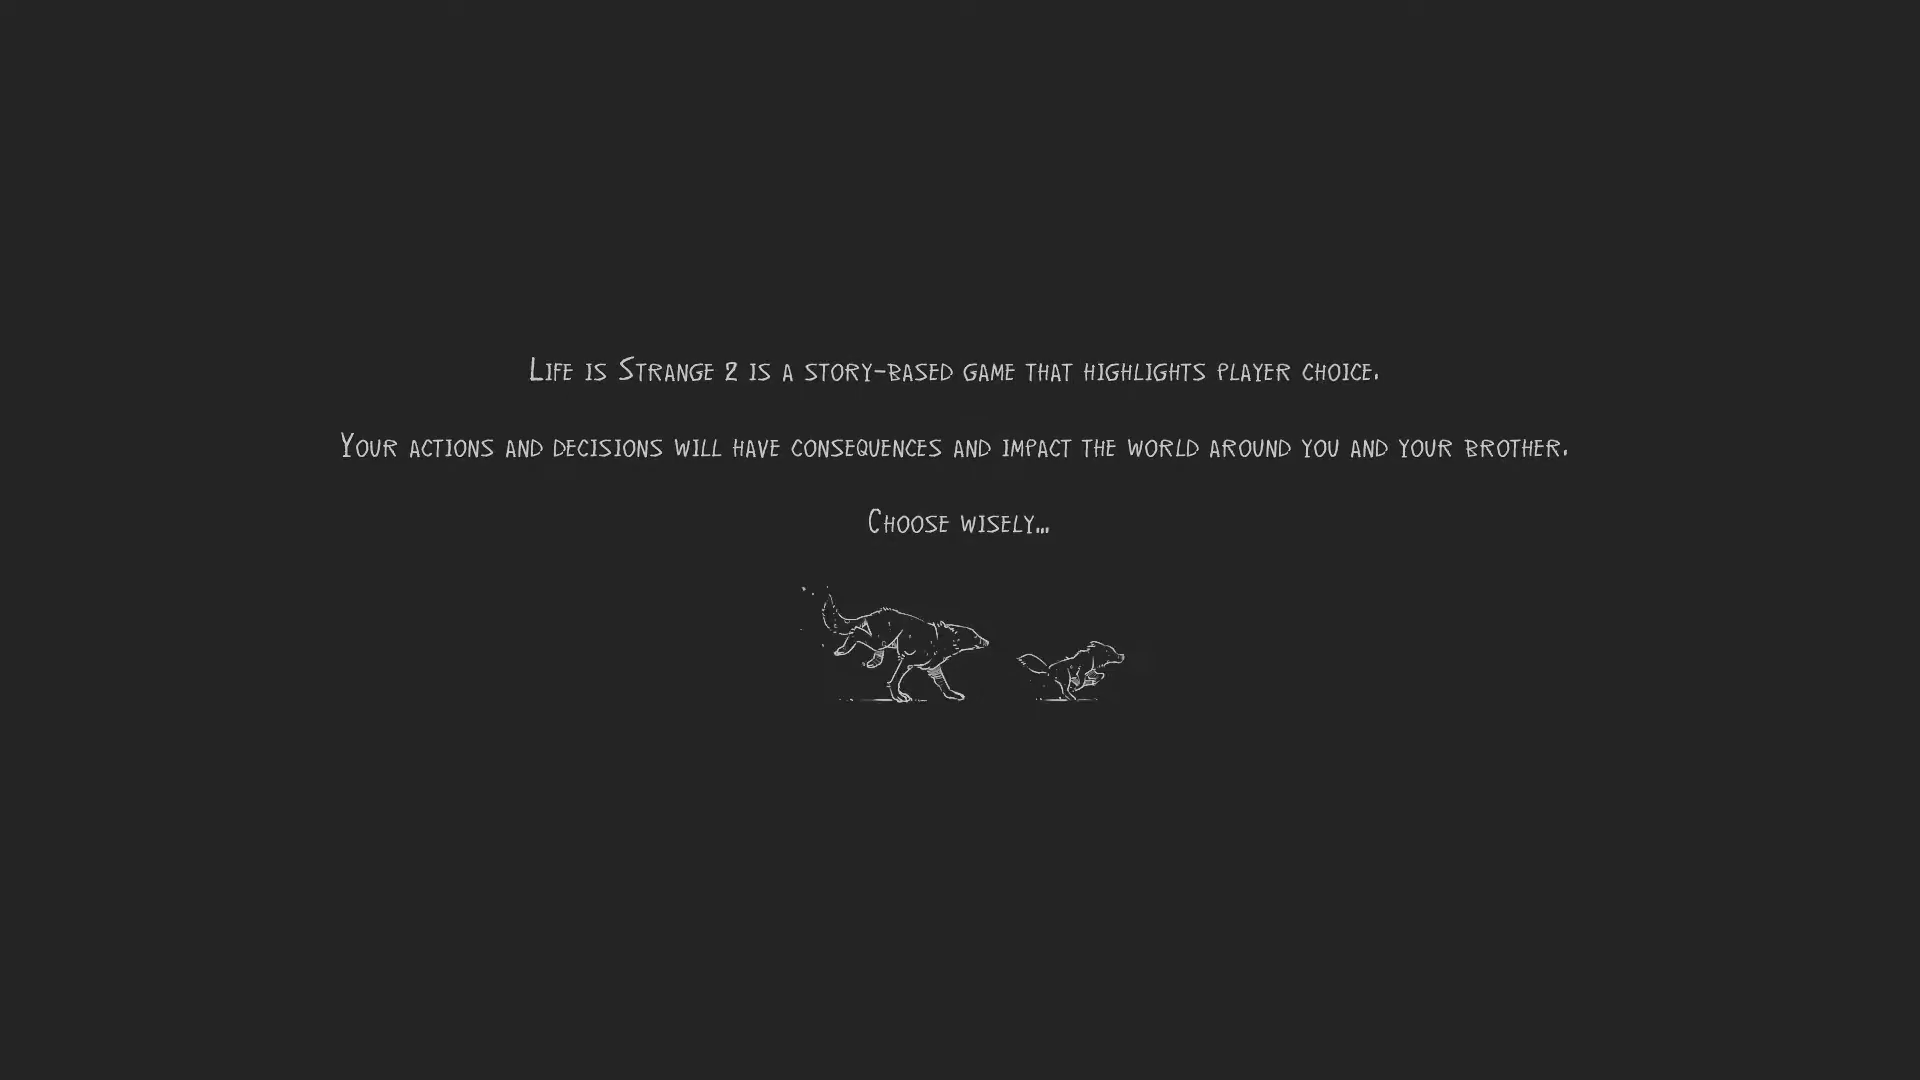 Life is Strange 2 is a story-based game that highlights player choice.
Your actions and decisions will have consequences and impact the world around you and your brother.
Choose wisely...